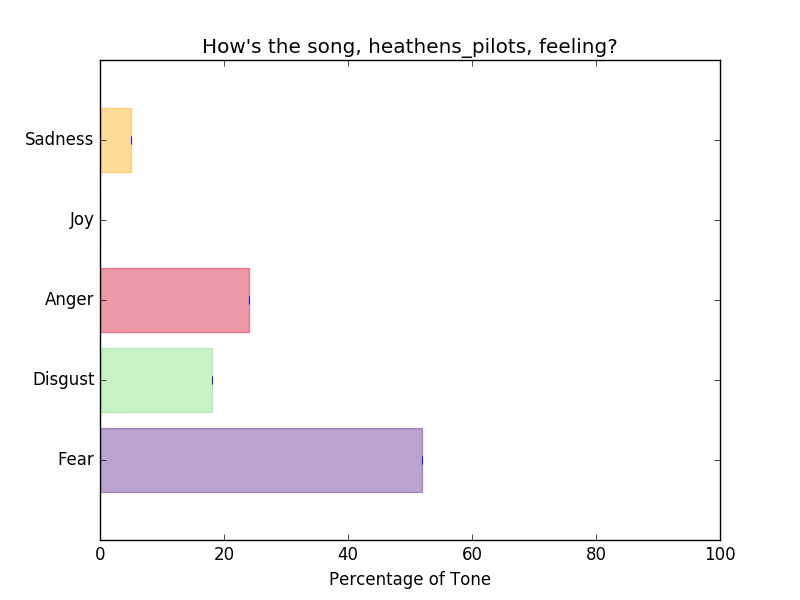 How's the song, heathens_pilots, feeling?
Sadness
Joy
Anger
Disgust
Fear
0 20 40 60 80 100
Percentage of Tone